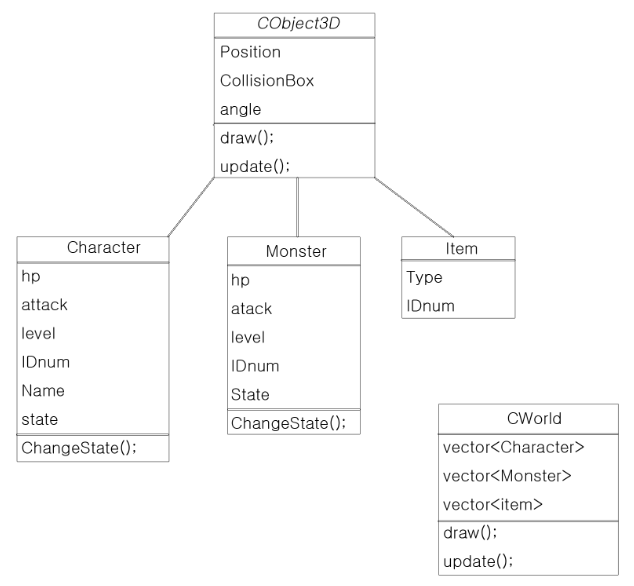 CObject3D
Position
CollisionBox
angle
draw();
update();
Character
hp
attack
level
IDnum
Name
state
ChangeState();
Monster
hp
atack
level
IDnum
State
ChangeState();
Item
Type
IDnum
CWorld
vector<Character>
vector<Monster>
vector<item>
draw();
update();